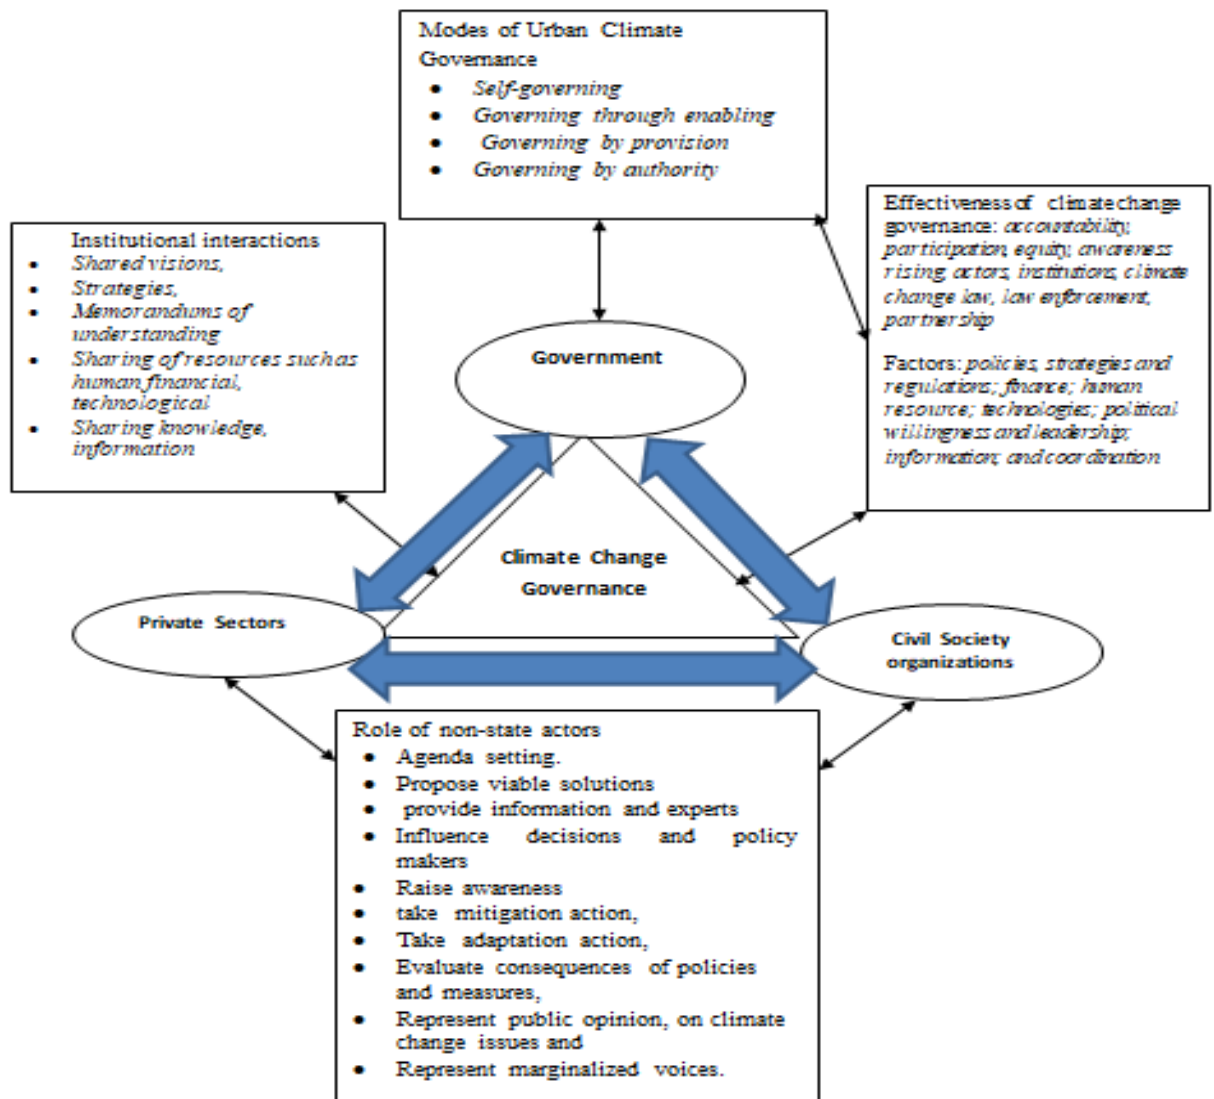 Modes of Urban Climate
Governance
• Self-governing
• Governing through enabling
• Governing by provision
• Governing by authority
Institutional interactions
• Shared visions,
• Strategies,
• Memorandums of
understanding
• Sharing of resources such as
human financial,
technological
• Sharing knowledge,
information
Effectiveness of climate change
governance: accountability,
participation, equity, awareness
rising, actors, institutions, climate
change law, law enforcement,
partnership
Factors: policies, strategies and
regulations; finance; human
resource; technologies; political
willingness and leadership;
information; and coordination
Government
Climate Change
Governance
Private Sectors
Civil Society
organizations
Role of non-state actors
• Agenda setting.
• Propose viable solutions
• provide information and experts
• Influence decisions and policy
makers
• Raise awareness
• take mitigation action,
• Take adaptation action,
• Evaluate consequences of policies
and measures,
• Represent public opinion, on climate
change issues and
• Represent marginalized voices.